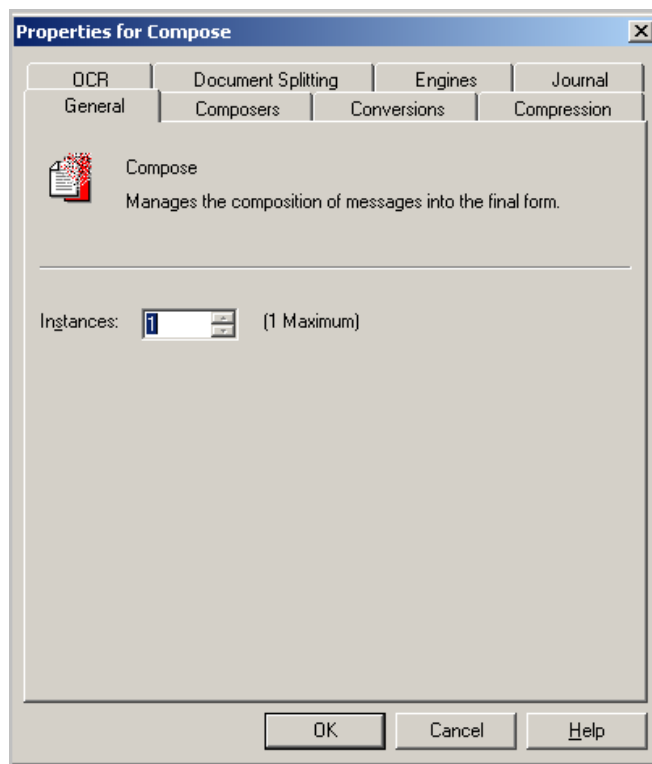 Properties for Compose
OCR Document Splitting Engines Journal
General Composers Conversions Compression
Compose
Manages the composition of messages into the final form.
Instances: 1 (1 Maximum)
OK Cancel Help